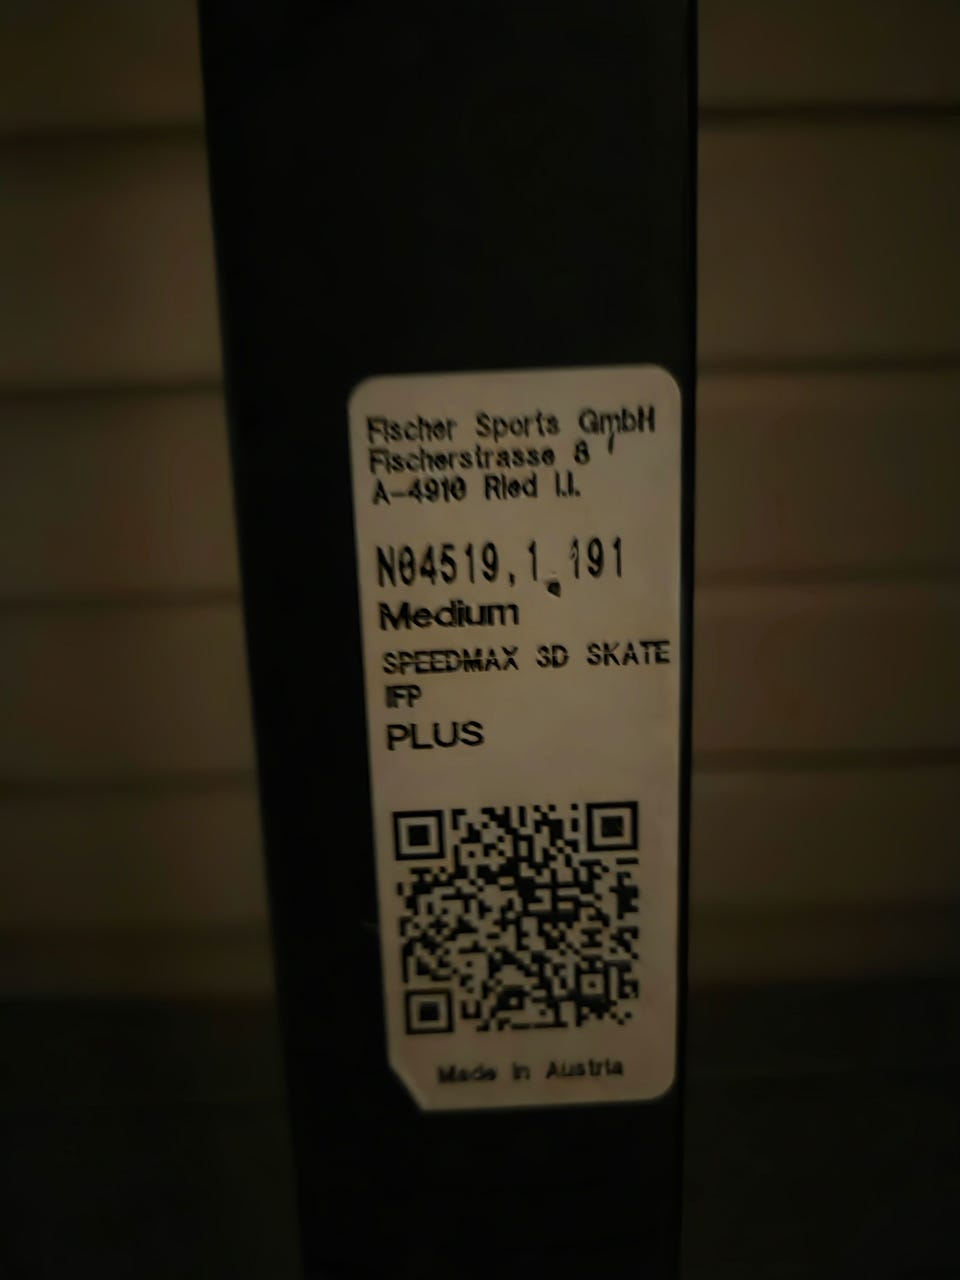 Fischer Sports GmbH
Fischerstrasse 8
A-4910 Ried i.I.
N04519,1 191
Medium
SPEEDMAX 3D SKATE
IFP
PLUS
Made in Austria